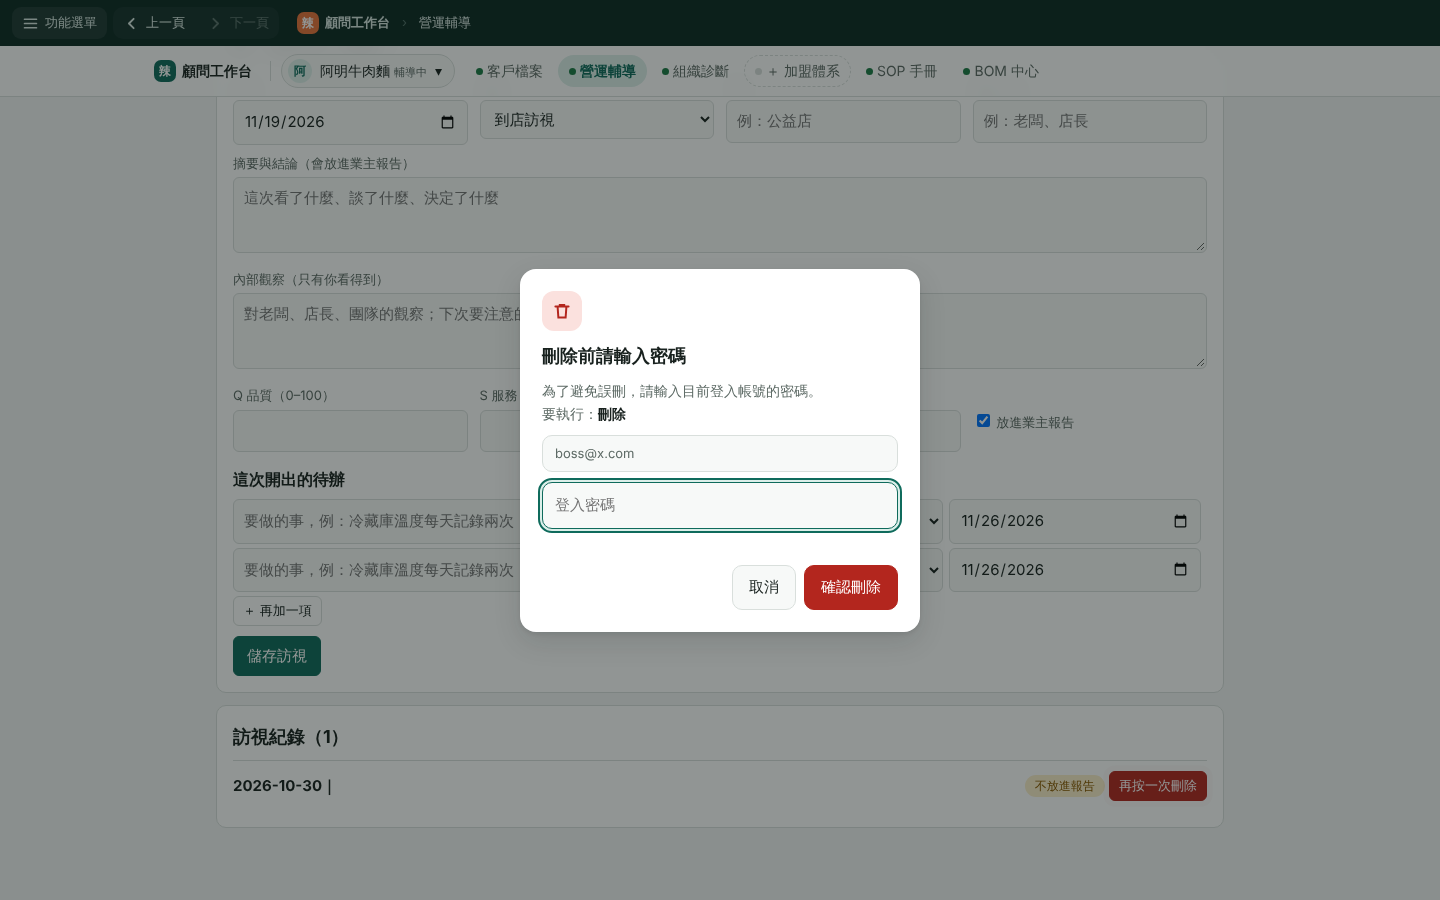 功能選單 上一頁 下一頁 辣 顧問工作台 › 營運輔導
辣 顧問工作台 阿 阿明牛肉麵 輔導中 ▼ 客戶檔案 營運輔導 組織診斷 ＋ 加盟體系 SOP 手冊 BOM 中心
11/19/2026 到店訪視 例：公益店 例：老闆、店長
摘要與結論（會放進業主報告）
這次看了什麼、談了什麼、決定了什麼
內部觀察（只有你看得到）
對老闆、店長、團隊的觀察；下次要注意的
Q 品質（0–100） S 服務
放進業主報告
這次開出的待辦
要做的事，例：冷藏庫溫度每天記錄兩次 11/26/2026
要做的事，例：冷藏庫溫度每天記錄兩次 11/26/2026
＋ 再加一項
儲存訪視
刪除前請輸入密碼
為了避免誤刪，請輸入目前登入帳號的密碼。
要執行：刪除
boss@x.com
登入密碼
取消 確認刪除
訪視紀錄（1）
2026-10-30｜ 不放進報告 再按一次刪除